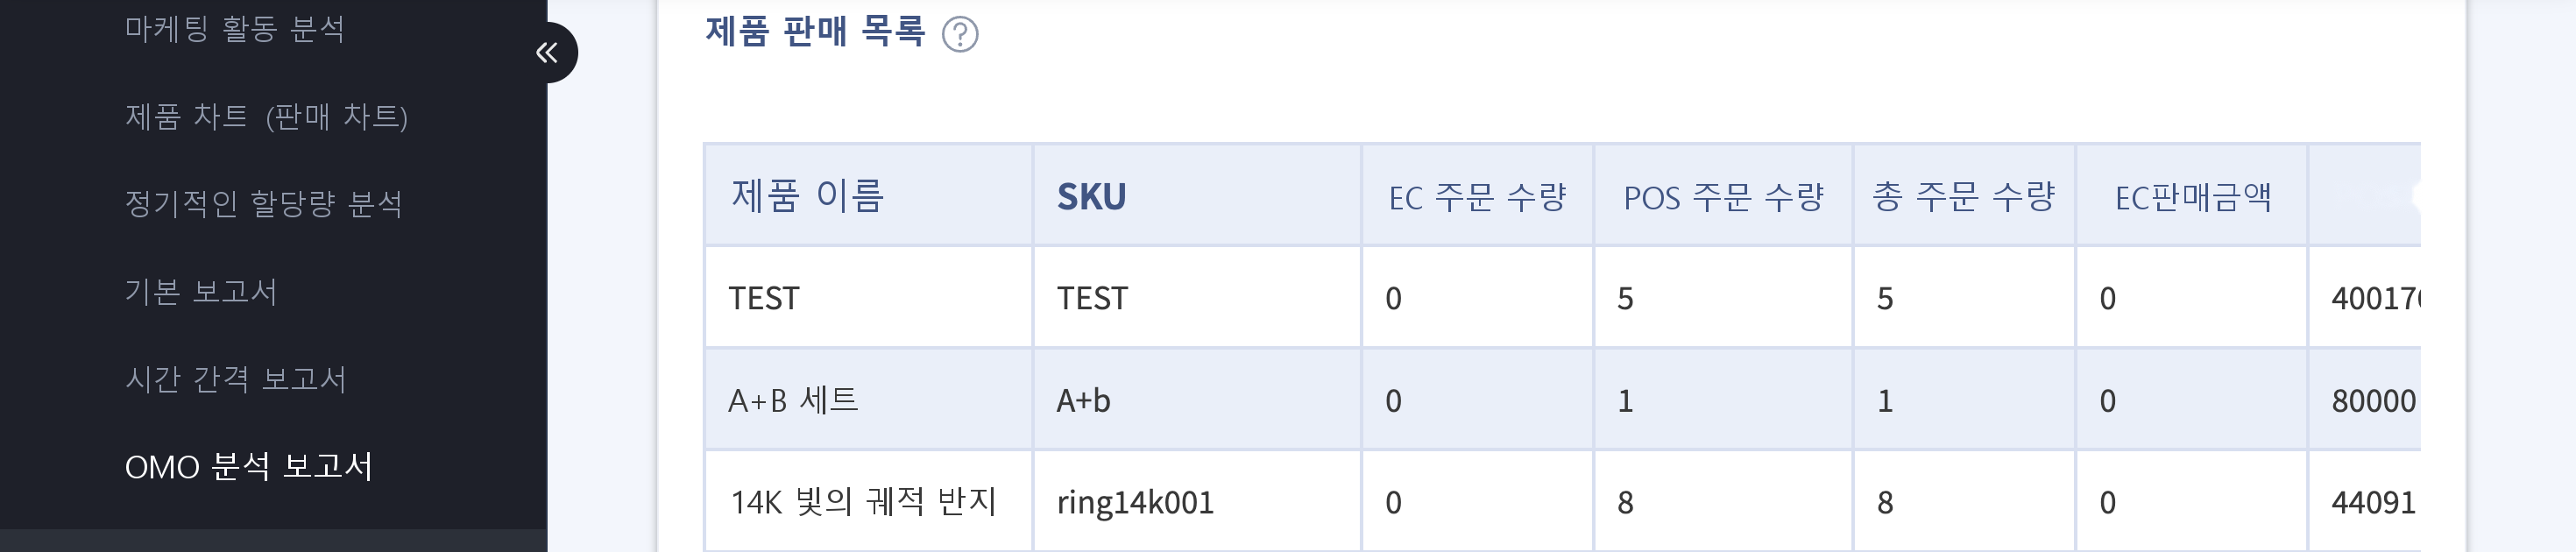 마케팅 활동 분석
제품 차트 (판매 차트)
정기적인 할당량 분석
기본 보고서
시간 간격 보고서
OMO 분석 보고서
제품 판매 목록 ?
제품 이름 SKU EC 주문 수량 POS 주문 수량 총 주문 수량 EC판매금액
TEST TEST 0 5 5 0
A+B 세트 A+b 0 1 1 0 80000
14K 빛의 궤적 반지 ring14k001 0 8 8 0 44091